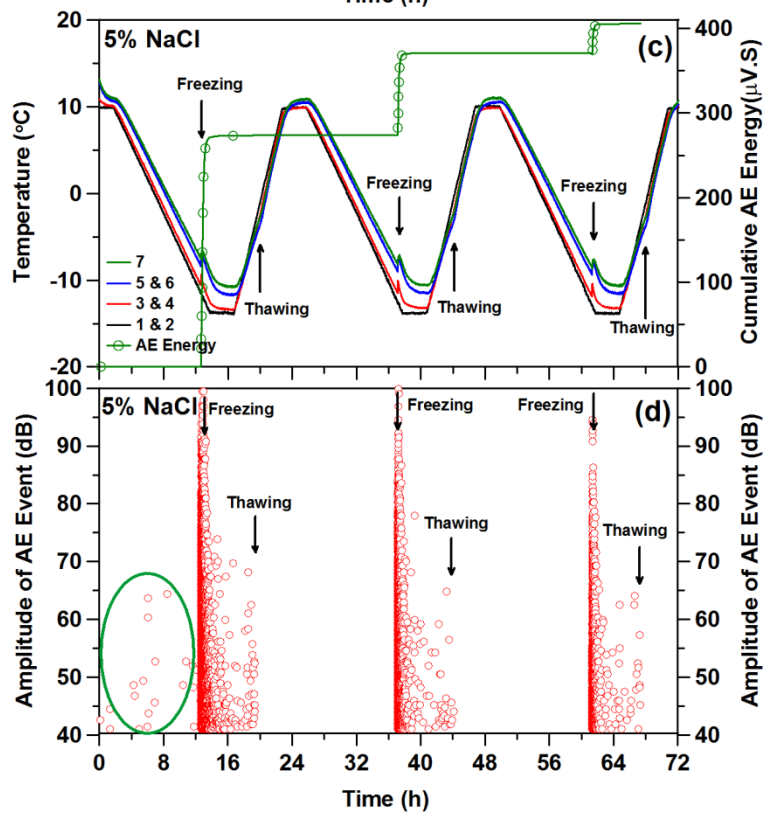 Time (h)
5% NaCl
(c)
Freezing
Freezing
Freezing
Thawing
Thawing
Thawing
7
5 & 6
3 & 4
1 & 2
AE Energy
Temperature (°C)
20
10
0
-10
-20
Cumulative AE Energy(μV.S)
400
300
200
100
0
5% NaCl
(d)
Freezing
Freezing
Freezing
Thawing
Thawing
Thawing
Amplitude of AE Event (dB)
100
90
80
70
60
50
40
Amplitude of AE Event (dB)
100
90
80
70
60
50
40
0 8 16 24 32 40 48 56 64 72
Time (h)